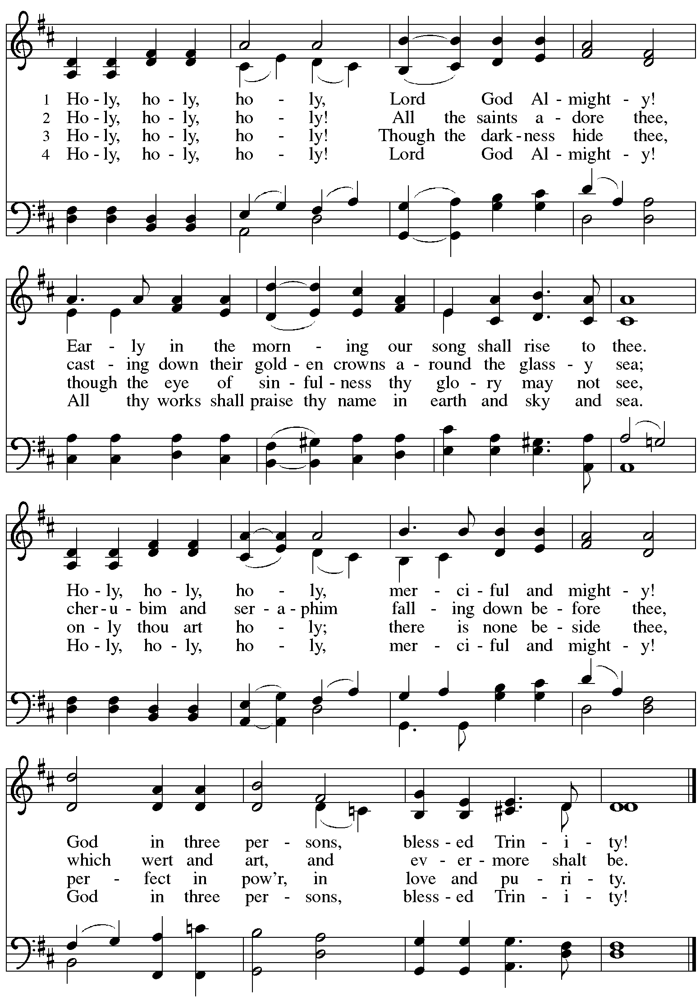 1 Ho - ly, ho - ly, ho - ly, Lord God Al - might - y!
2 Ho - ly, ho - ly, ho - ly! All the saints a - dore thee,
3 Ho - ly, ho - ly, ho - ly! Though the dark - ness hide thee,
4 Ho - ly, ho - ly, ho - ly! Lord God Al - might - y!
Ear - ly in the morn - ing our song shall rise to thee.
cast - ing down their gold - en crowns a - round the glass - y sea;
though the eye of sin - ful - ness thy glo - ry may not see,
All thy works shall praise thy name in earth and sky and sea.
Ho - ly, ho - ly, ho - ly, mer - ci - ful and might - y!
cher - u - bim and ser - a - phim fall - ing down be - fore thee,
on - ly thou art ho - ly; there is none be - side thee,
Ho - ly, ho - ly, ho - ly, mer - ci - ful and might - y!
God in three per - sons, bless - ed Trin - i - ty!
which wert and art, and ev - er - more shalt be.
per - fect in pow'r, in love and pu - ri - ty.
God in three per - sons, bless - ed Trin - i - ty!